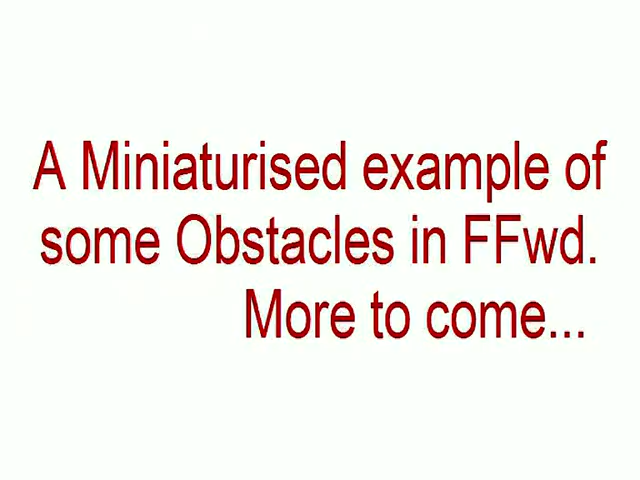 A Miniaturised example of
some Obstacles in FFwd.
More to come...